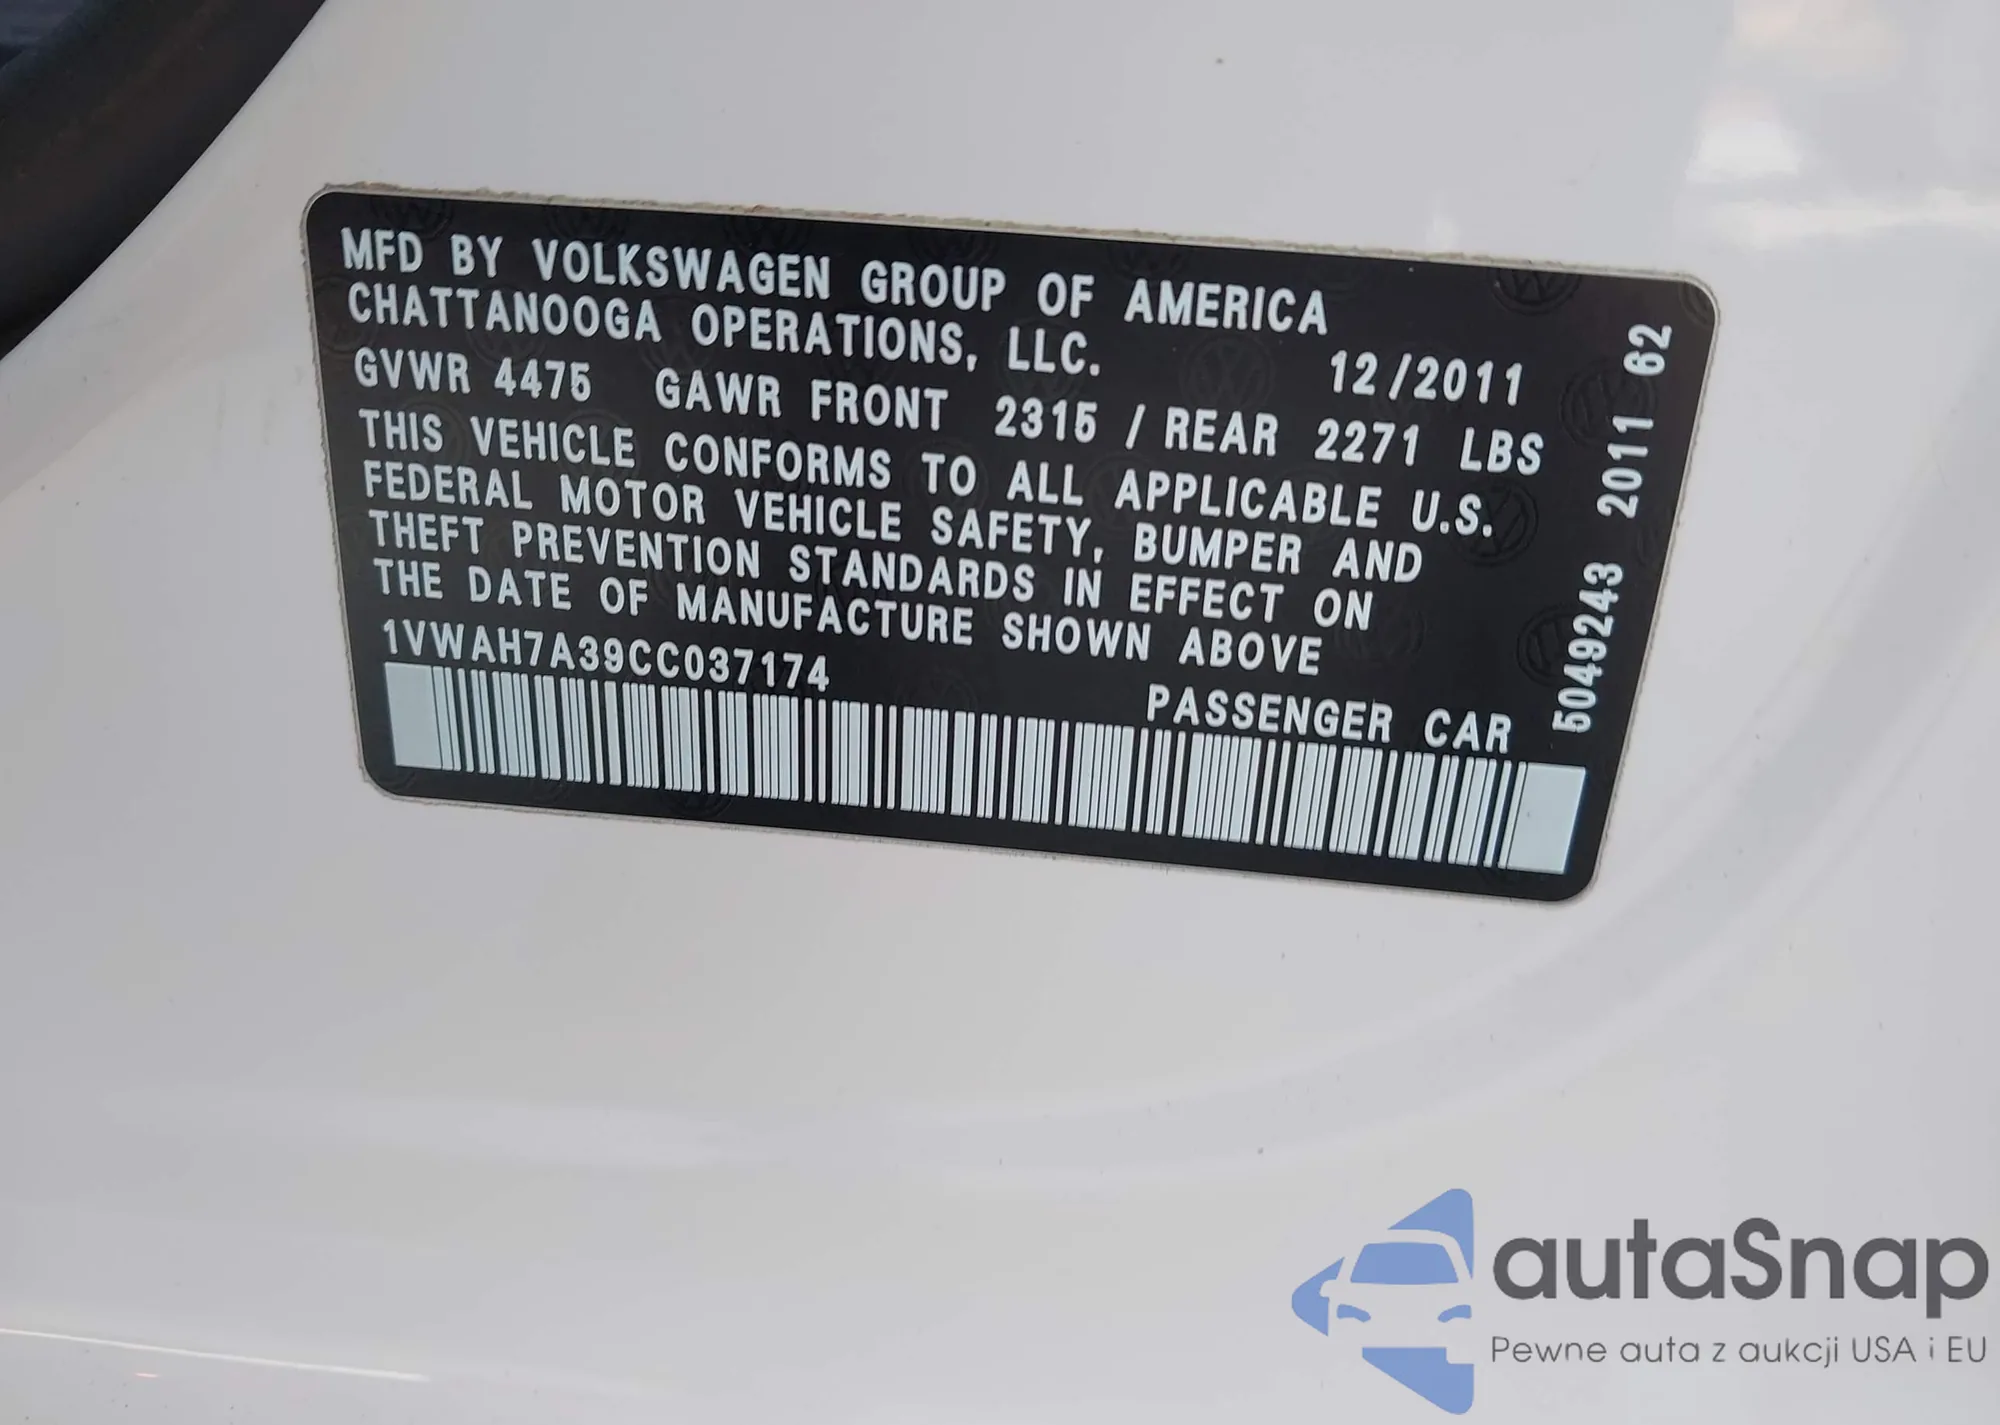 MFD BY VOLKSWAGEN GROUP OF AMERICA
CHATTANOOGA OPERATIONS, LLC.
12/2011
GVWR 4475 GAWR FRONT 2315 / REAR 2271 LBS
THIS VEHICLE CONFORMS TO ALL APPLICABLE U.S.
FEDERAL MOTOR VEHICLE SAFETY, BUMPER AND
THEFT PREVENTION STANDARDS IN EFFECT ON
THE DATE OF MANUFACTURE SHOWN ABOVE
1VWAH7A39CC037174
PASSENGER CAR
5049243 2011 62
autaSnap
Pewne auta z aukcji USA i EU